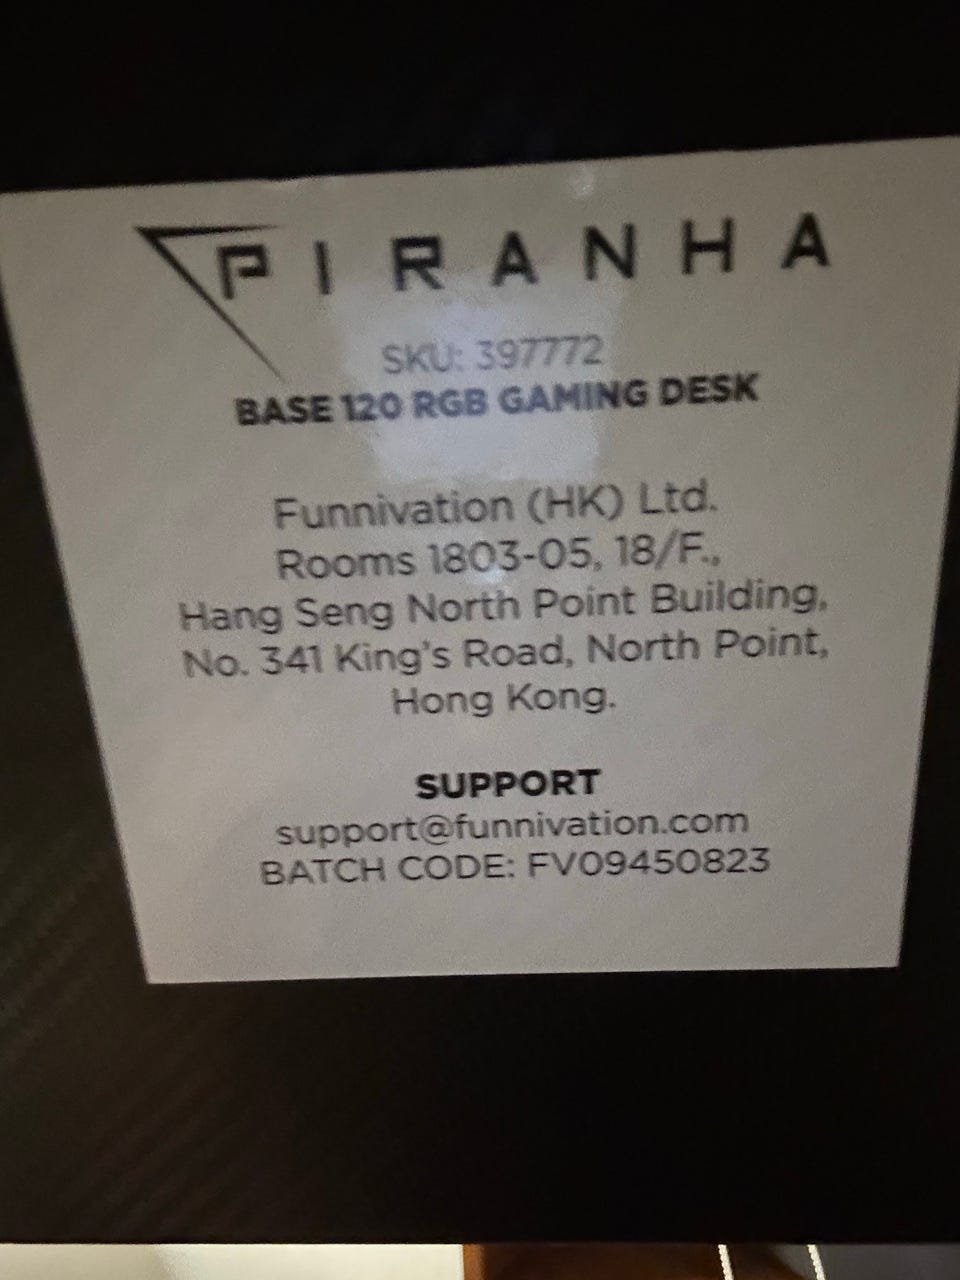 PIRANHA
SKU: 397772
BASE 120 RGB GAMING DESK
Funnivation (HK) Ltd.
Rooms 1803-05, 18/F.,
Hang Seng North Point Building,
No. 341 King's Road, North Point,
Hong Kong.
SUPPORT
support@funnivation.com
BATCH CODE: FV09450823